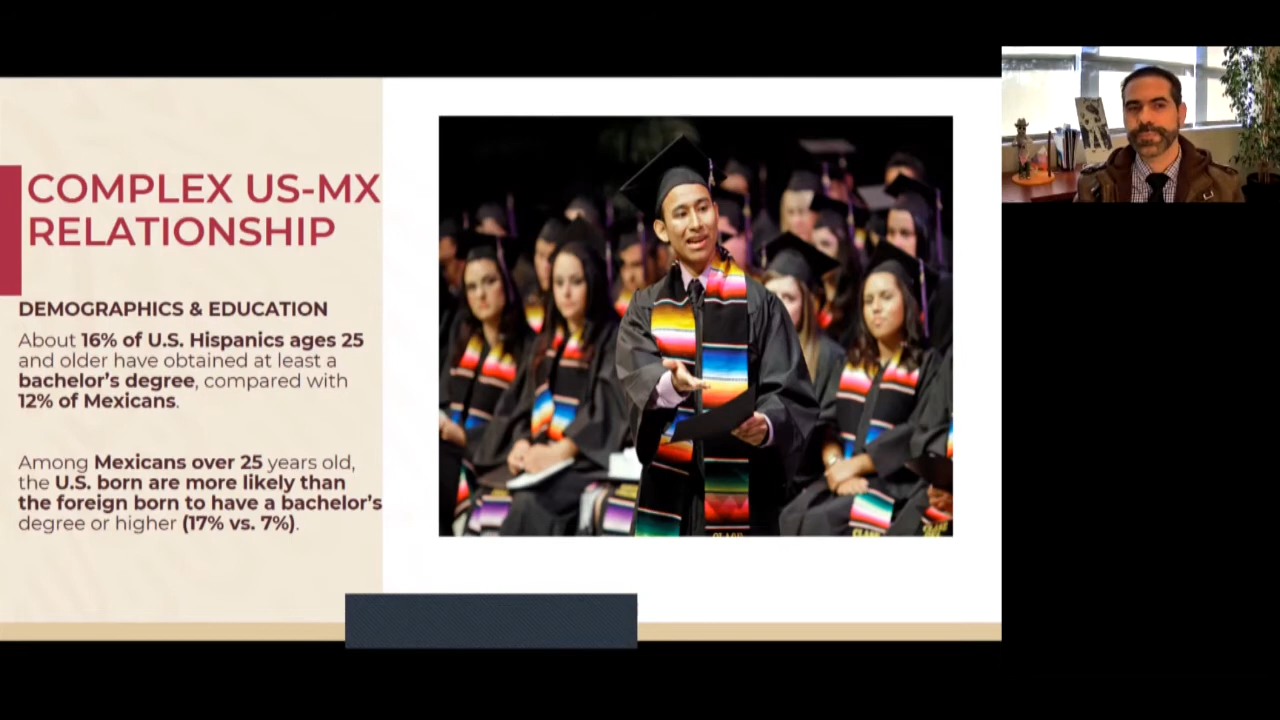 COMPLEX US-MX
RELATIONSHIP
DEMOGRAPHICS & EDUCATION
About 16% of U.S. Hispanics ages 25
and older have obtained at least a
bachelor’s degree, compared with
12% of Mexicans.
Among Mexicans over 25 years old,
the U.S. born are more likely than
the foreign born to have a bachelor’s
degree or higher (17% vs. 7%).
CLASS
CLASS